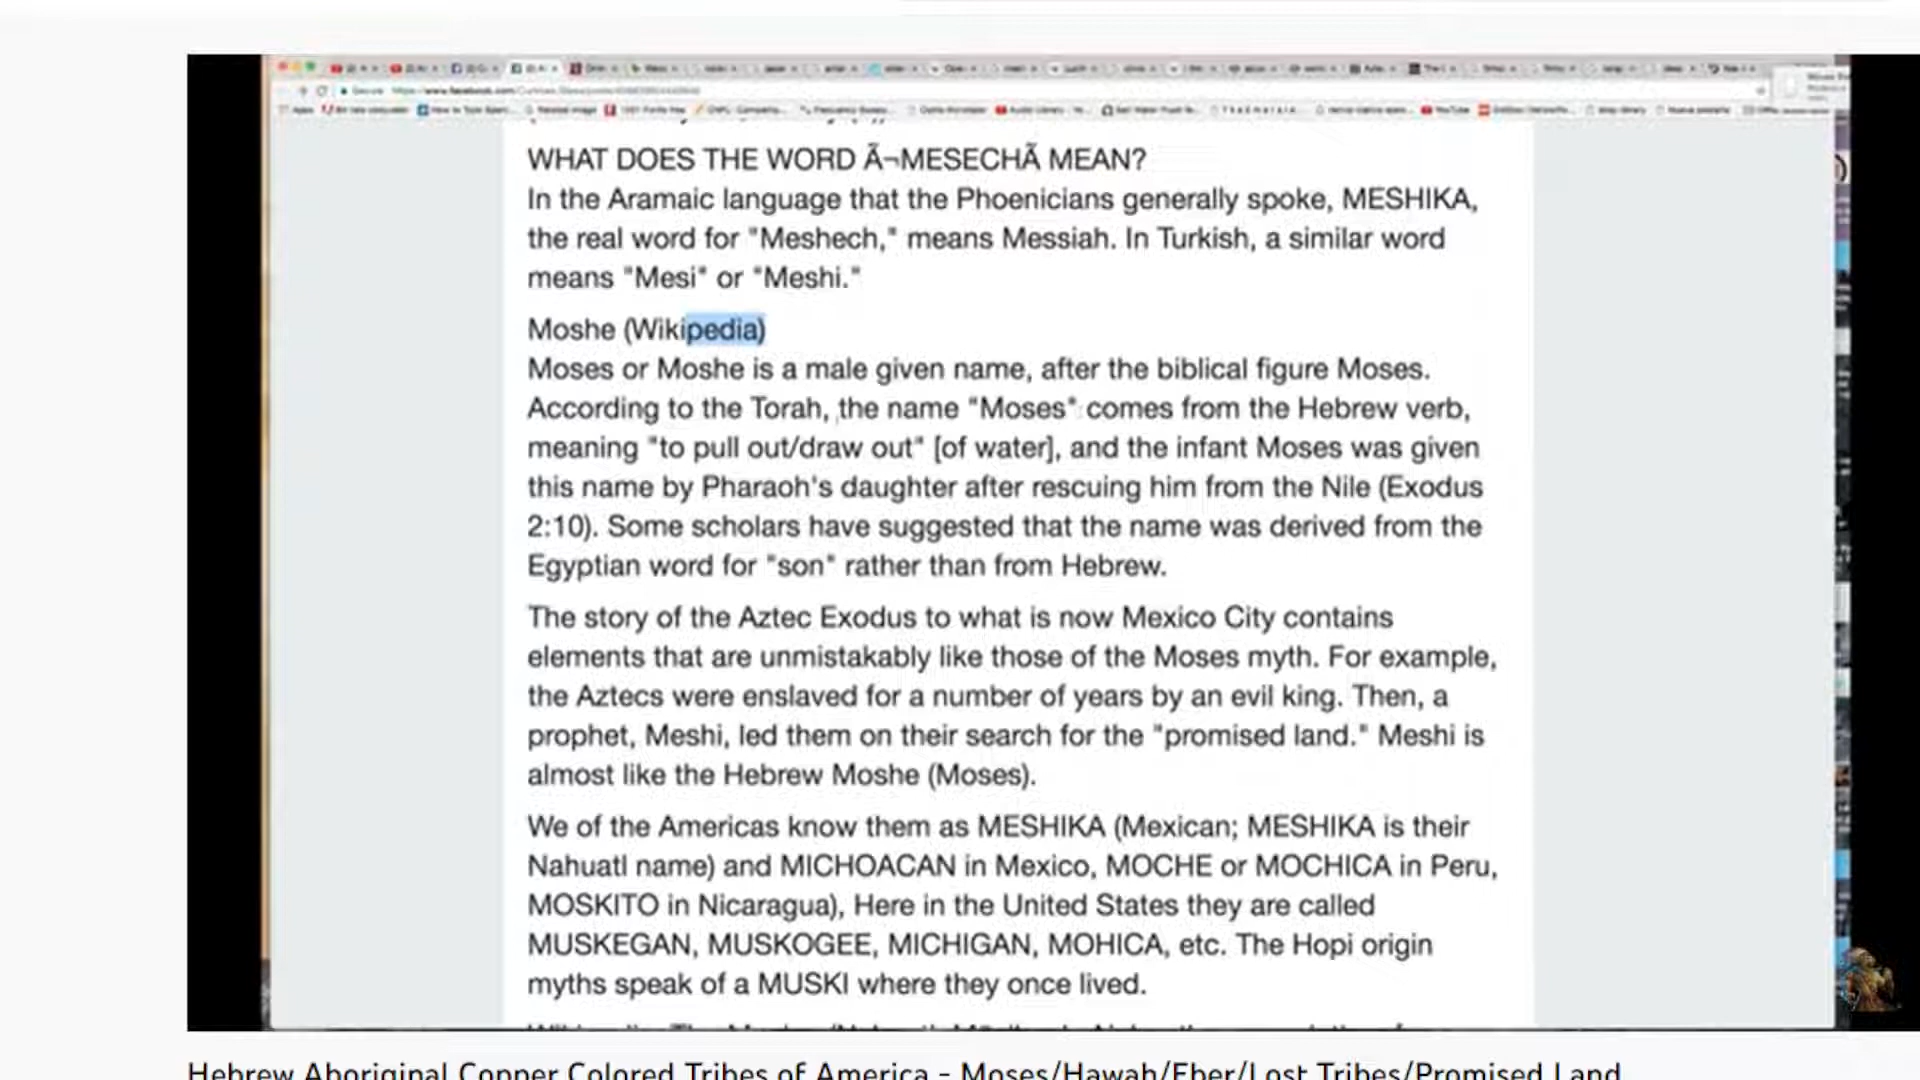 WHAT DOES THE WORD Ã¬MESECHÃ MEAN?
In the Aramaic language that the Phoenicians generally spoke, MESHIKA,
the real word for "Meshech," means Messiah. In Turkish, a similar word
means "Mesi" or "Meshi."
Moshe (Wikipedia)
Moses or Moshe is a male given name, after the biblical figure Moses.
According to the Torah, the name "Moses" comes from the Hebrew verb,
meaning "to pull out/draw out" [of water], and the infant Moses was given
this name by Pharaoh's daughter after rescuing him from the Nile (Exodus
2:10). Some scholars have suggested that the name was derived from the
Egyptian word for "son" rather than from Hebrew.
The story of the Aztec Exodus to what is now Mexico City contains
elements that are unmistakably like those of the Moses myth. For example,
the Aztecs were enslaved for a number of years by an evil king. Then, a
prophet, Meshi, led them on their search for the "promised land." Meshi is
almost like the Hebrew Moshe (Moses).
We of the Americas know them as MESHIKA (Mexican; MESHIKA is their
Nahuatl name) and MICHOACAN in Mexico, MOCHE or MOCHICA in Peru,
MOSKITO in Nicaragua), Here in the United States they are called
MUSKEGAN, MUSKOGEE, MICHIGAN, MOHICA, etc. The Hopi origin
myths speak of a MUSKI where they once lived.
Hebrew Aboriginal Copper Colored Tribes of America - Moses/Hawah/Eber/Lost Tribes/Promised Land